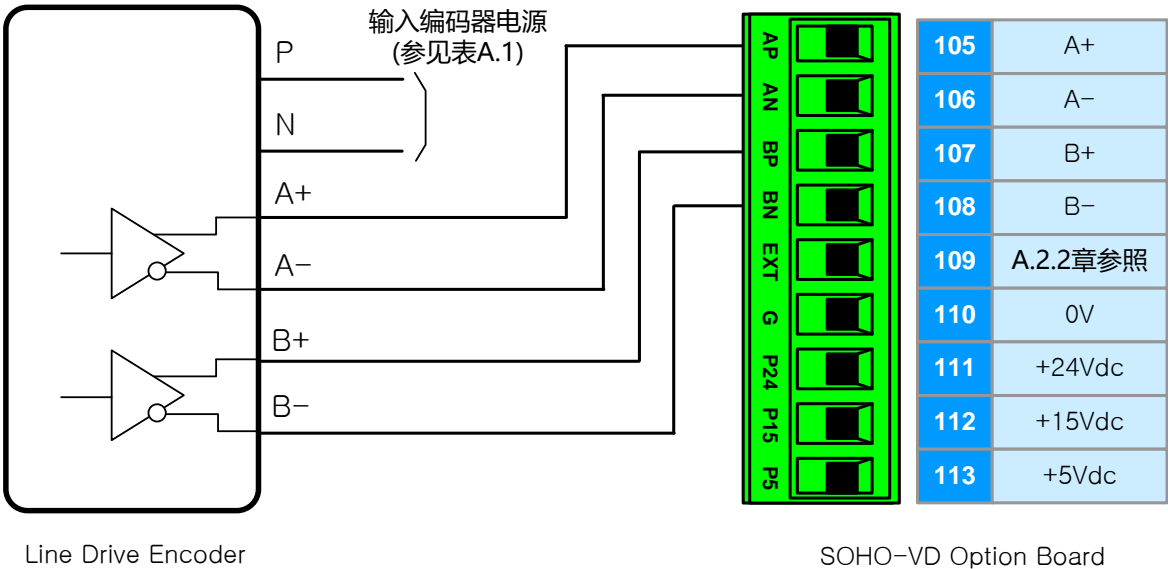 输入编码器电源
(参见表A.1)
P
N
A+
A-
B+
B-
AP
AN
BP
BN
EXT
G
P24
P15
P5
105 A+
106 A-
107 B+
108 B-
109 A.2.2章参照
110 0V
111 +24Vdc
112 +15Vdc
113 +5Vdc
Line Drive Encoder
SOHO-VD Option Board